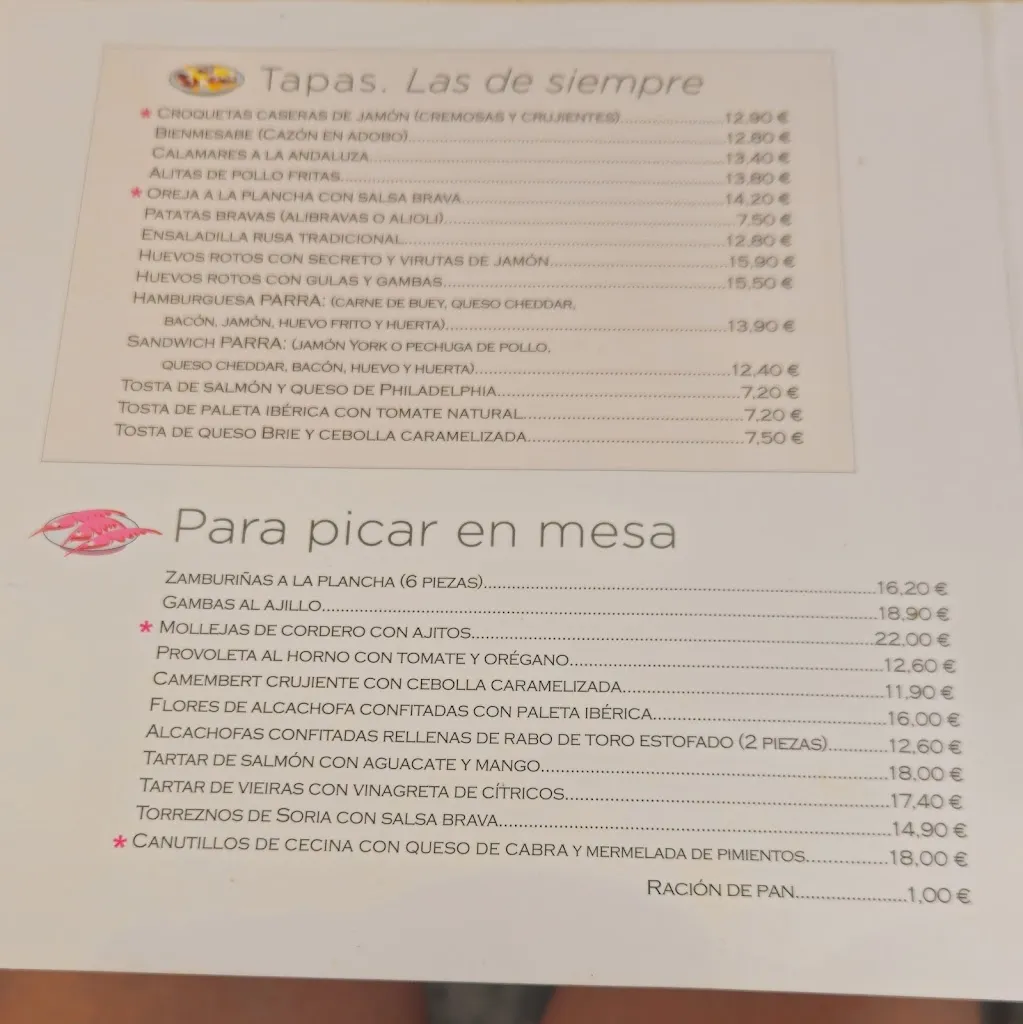 Tapas. Las de siempre
* CROQUETAS CASERAS DE JAMÓN (CREMOSAS Y CRUJIENTES) 12,90 €
BIENMESABE (CAZÓN EN ADOBO) 12,80 €
CALAMARES A LA ANDALUZA 13,40 €
ALITAS DE POLLO FRITAS 13,80 €
* OREJA A LA PLANCHA CON SALSA BRAVA 14,20 €
PATATAS BRAVAS (ALIBRAVAS O ALIOLI) 7,50 €
ENSALADILLA RUSA TRADICIONAL 12,80 €
HUEVOS ROTOS CON SECRETO Y VIRUTAS DE JAMÓN 15,90 €
HUEVOS ROTOS CON GULAS Y GAMBAS 15,50 €
HAMBURGUESA PARRA: (CARNE DE BUEY, QUESO CHEDDAR,
BACÓN, JAMÓN, HUEVO FRITO Y HUERTA) 13,90 €
SANDWICH PARRA: (JAMÓN YORK O PECHUGA DE POLLO,
QUESO CHEDDAR, BACÓN, HUEVO Y HUERTA) 12,40 €
TOSTA DE SALMÓN Y QUESO DE PHILADELPHIA 7,20 €
TOSTA DE PALETA IBÉRICA CON TOMATE NATURAL 7,20 €
TOSTA DE QUESO BRIE Y CEBOLLA CARAMELIZADA 7,50 €
Para picar en mesa
ZAMBURIÑAS A LA PLANCHA (6 PIEZAS) 16,20 €
GAMBAS AL AJILLO 18,90 €
* MOLLEJAS DE CORDERO CON AJITOS 22,00 €
PROVOLETA AL HORNO CON TOMATE Y ORÉGANO 12,60 €
CAMEMBERT CRUJIENTE CON CEBOLLA CARAMELIZADA 11,90 €
FLORES DE ALCACHOFA CONFITADAS CON PALETA IBÉRICA 16,00 €
ALCACHOFAS CONFITADAS RELLENAS DE RABO DE TORO ESTOFADO (2 PIEZAS) 12,60 €
TARTAR DE SALMÓN CON AGUACATE Y MANGO 18,00 €
TARTAR DE VIEIRAS CON VINAGRETA DE CÍTRICOS 17,40 €
TORREZNOS DE SORIA CON SALSA BRAVA 14,90 €
* CANUTILLOS DE CECINA CON QUESO DE CABRA Y MERMELADA DE PIMIENTOS 18,00 €
RACIÓN DE PAN 1,00 €